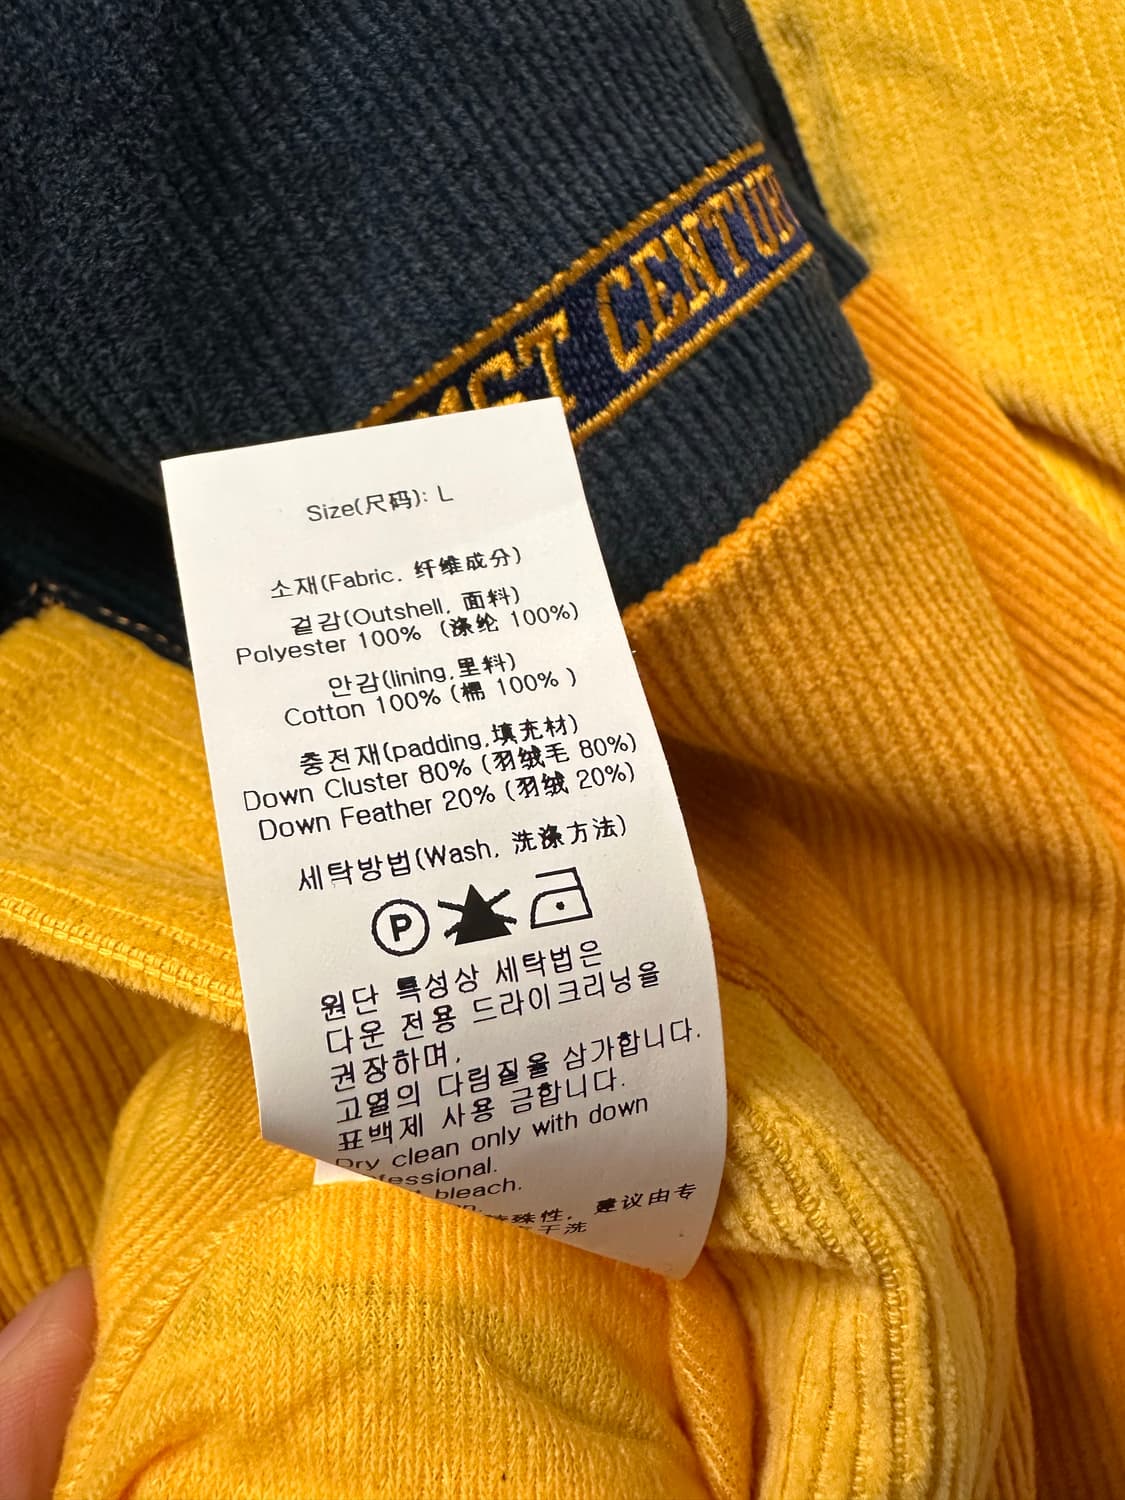 CENTUR
Size(尺码): L
소재(Fabric, 纤维成分)
겉감(Outshell, 面料)
Polyester 100% (涤纶 100%)
안감(lining,里料)
Cotton 100% (棉 100% )
충전재(padding,填充材)
Down Cluster 80% (羽绒毛 80%)
Down Feather 20% (羽绒 20%)
세탁방법(Wash, 洗涤方法)
P
원단 특성상 세탁법은
다운 전용 드라이크리닝을
권장하며,
고열의 다림질을 삼가합니다.
표백제 사용 금합니다.
Dry clean only with down
essional.
bleach.
殊性, 建议由专
干洗